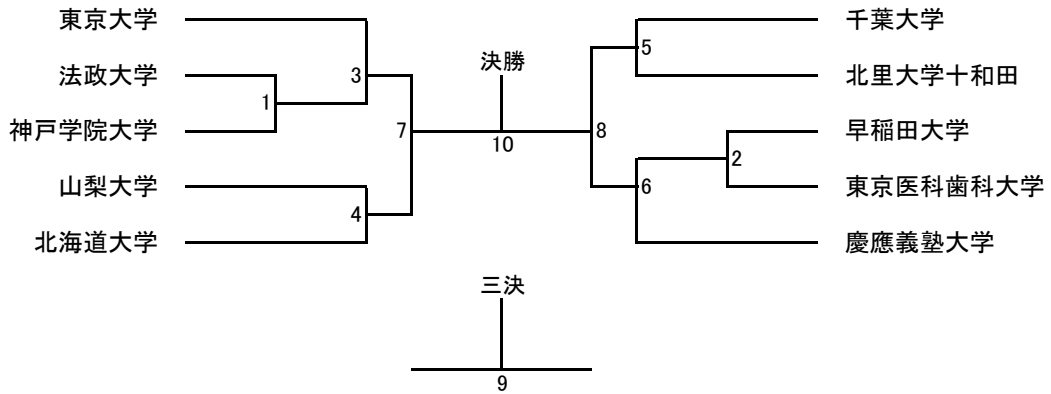 東京大学
法政大学
神戸学院大学
山梨大学
北海道大学
1
3
4
7
決勝
10
三決
9
8
5
6
2
千葉大学
北里大学十和田
早稲田大学
東京医科歯科大学
慶應義塾大学